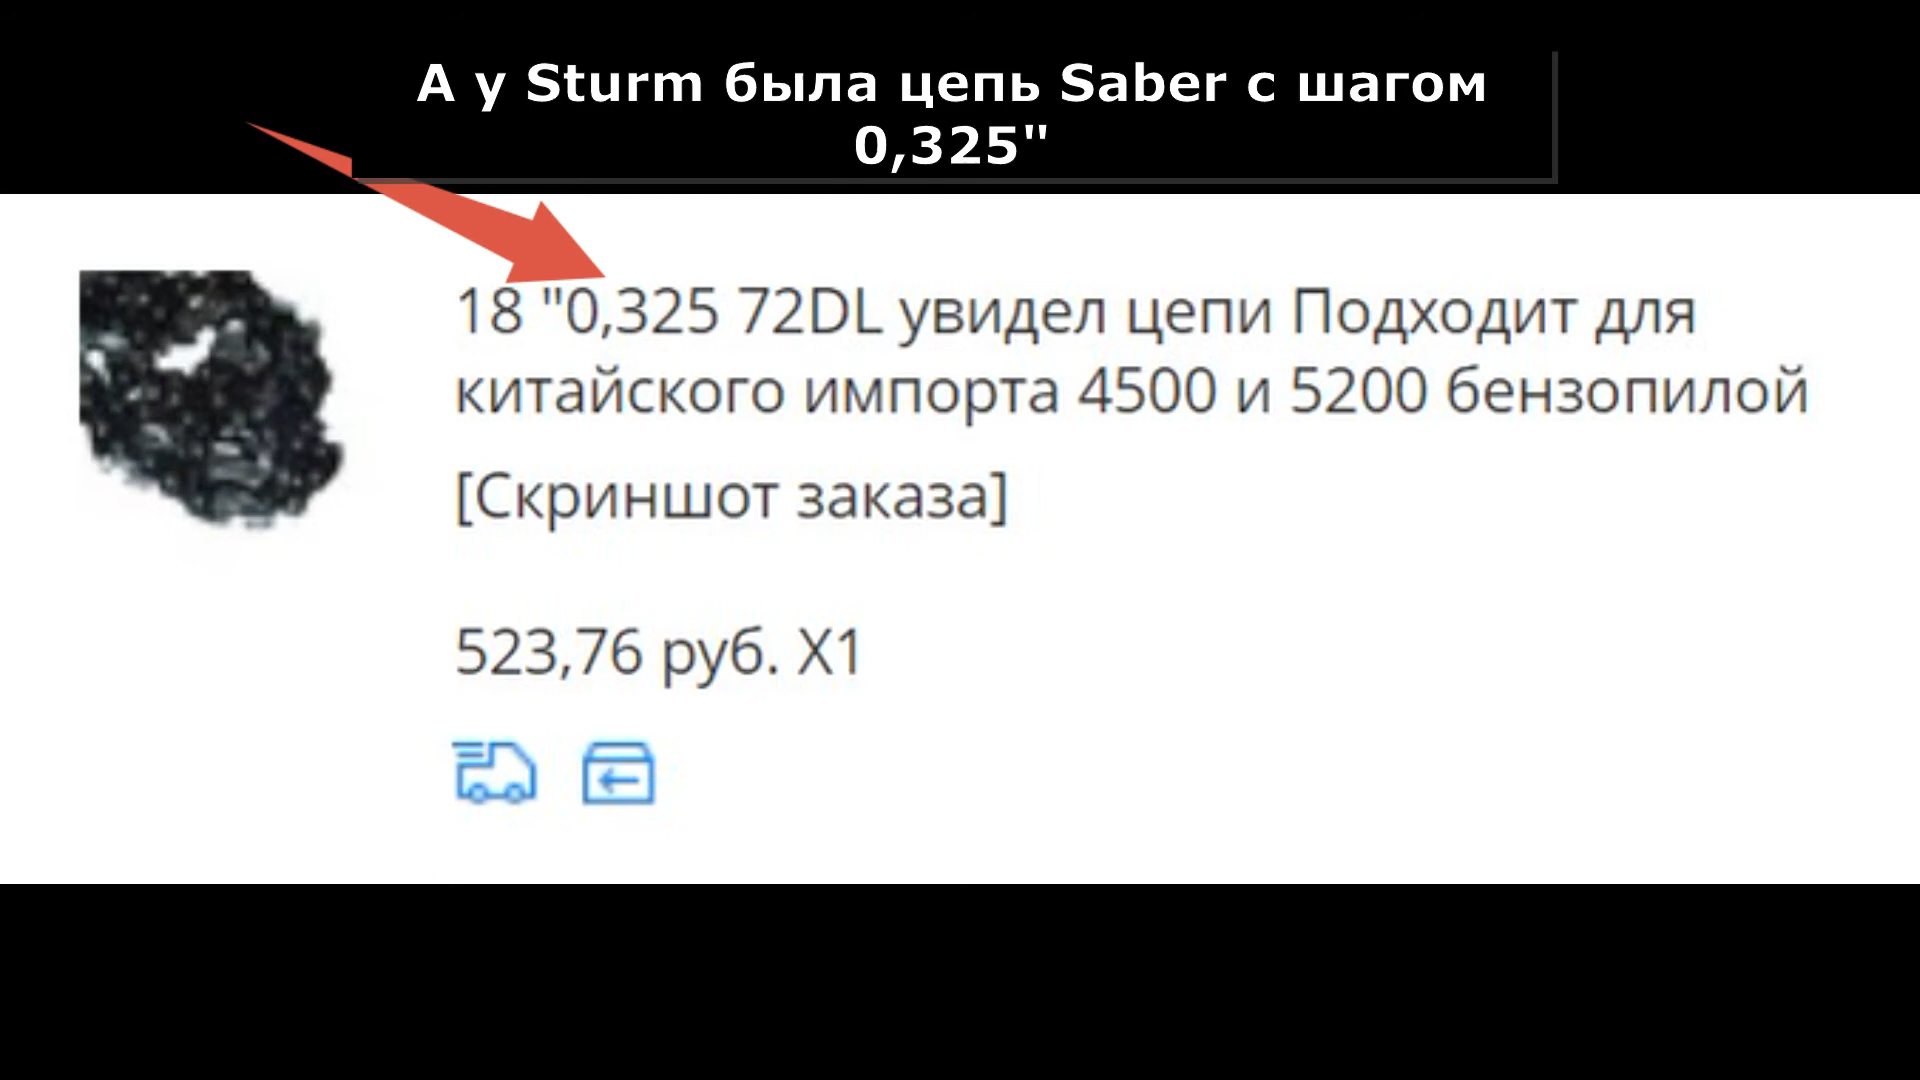 А у Sturm была цепь Saber с шагом
0,325"
18 "0,325 72DL увидел цепи Подходит для
китайского импорта 4500 и 5200 бензопилой
[Скриншот заказа]
523,76 руб. X1